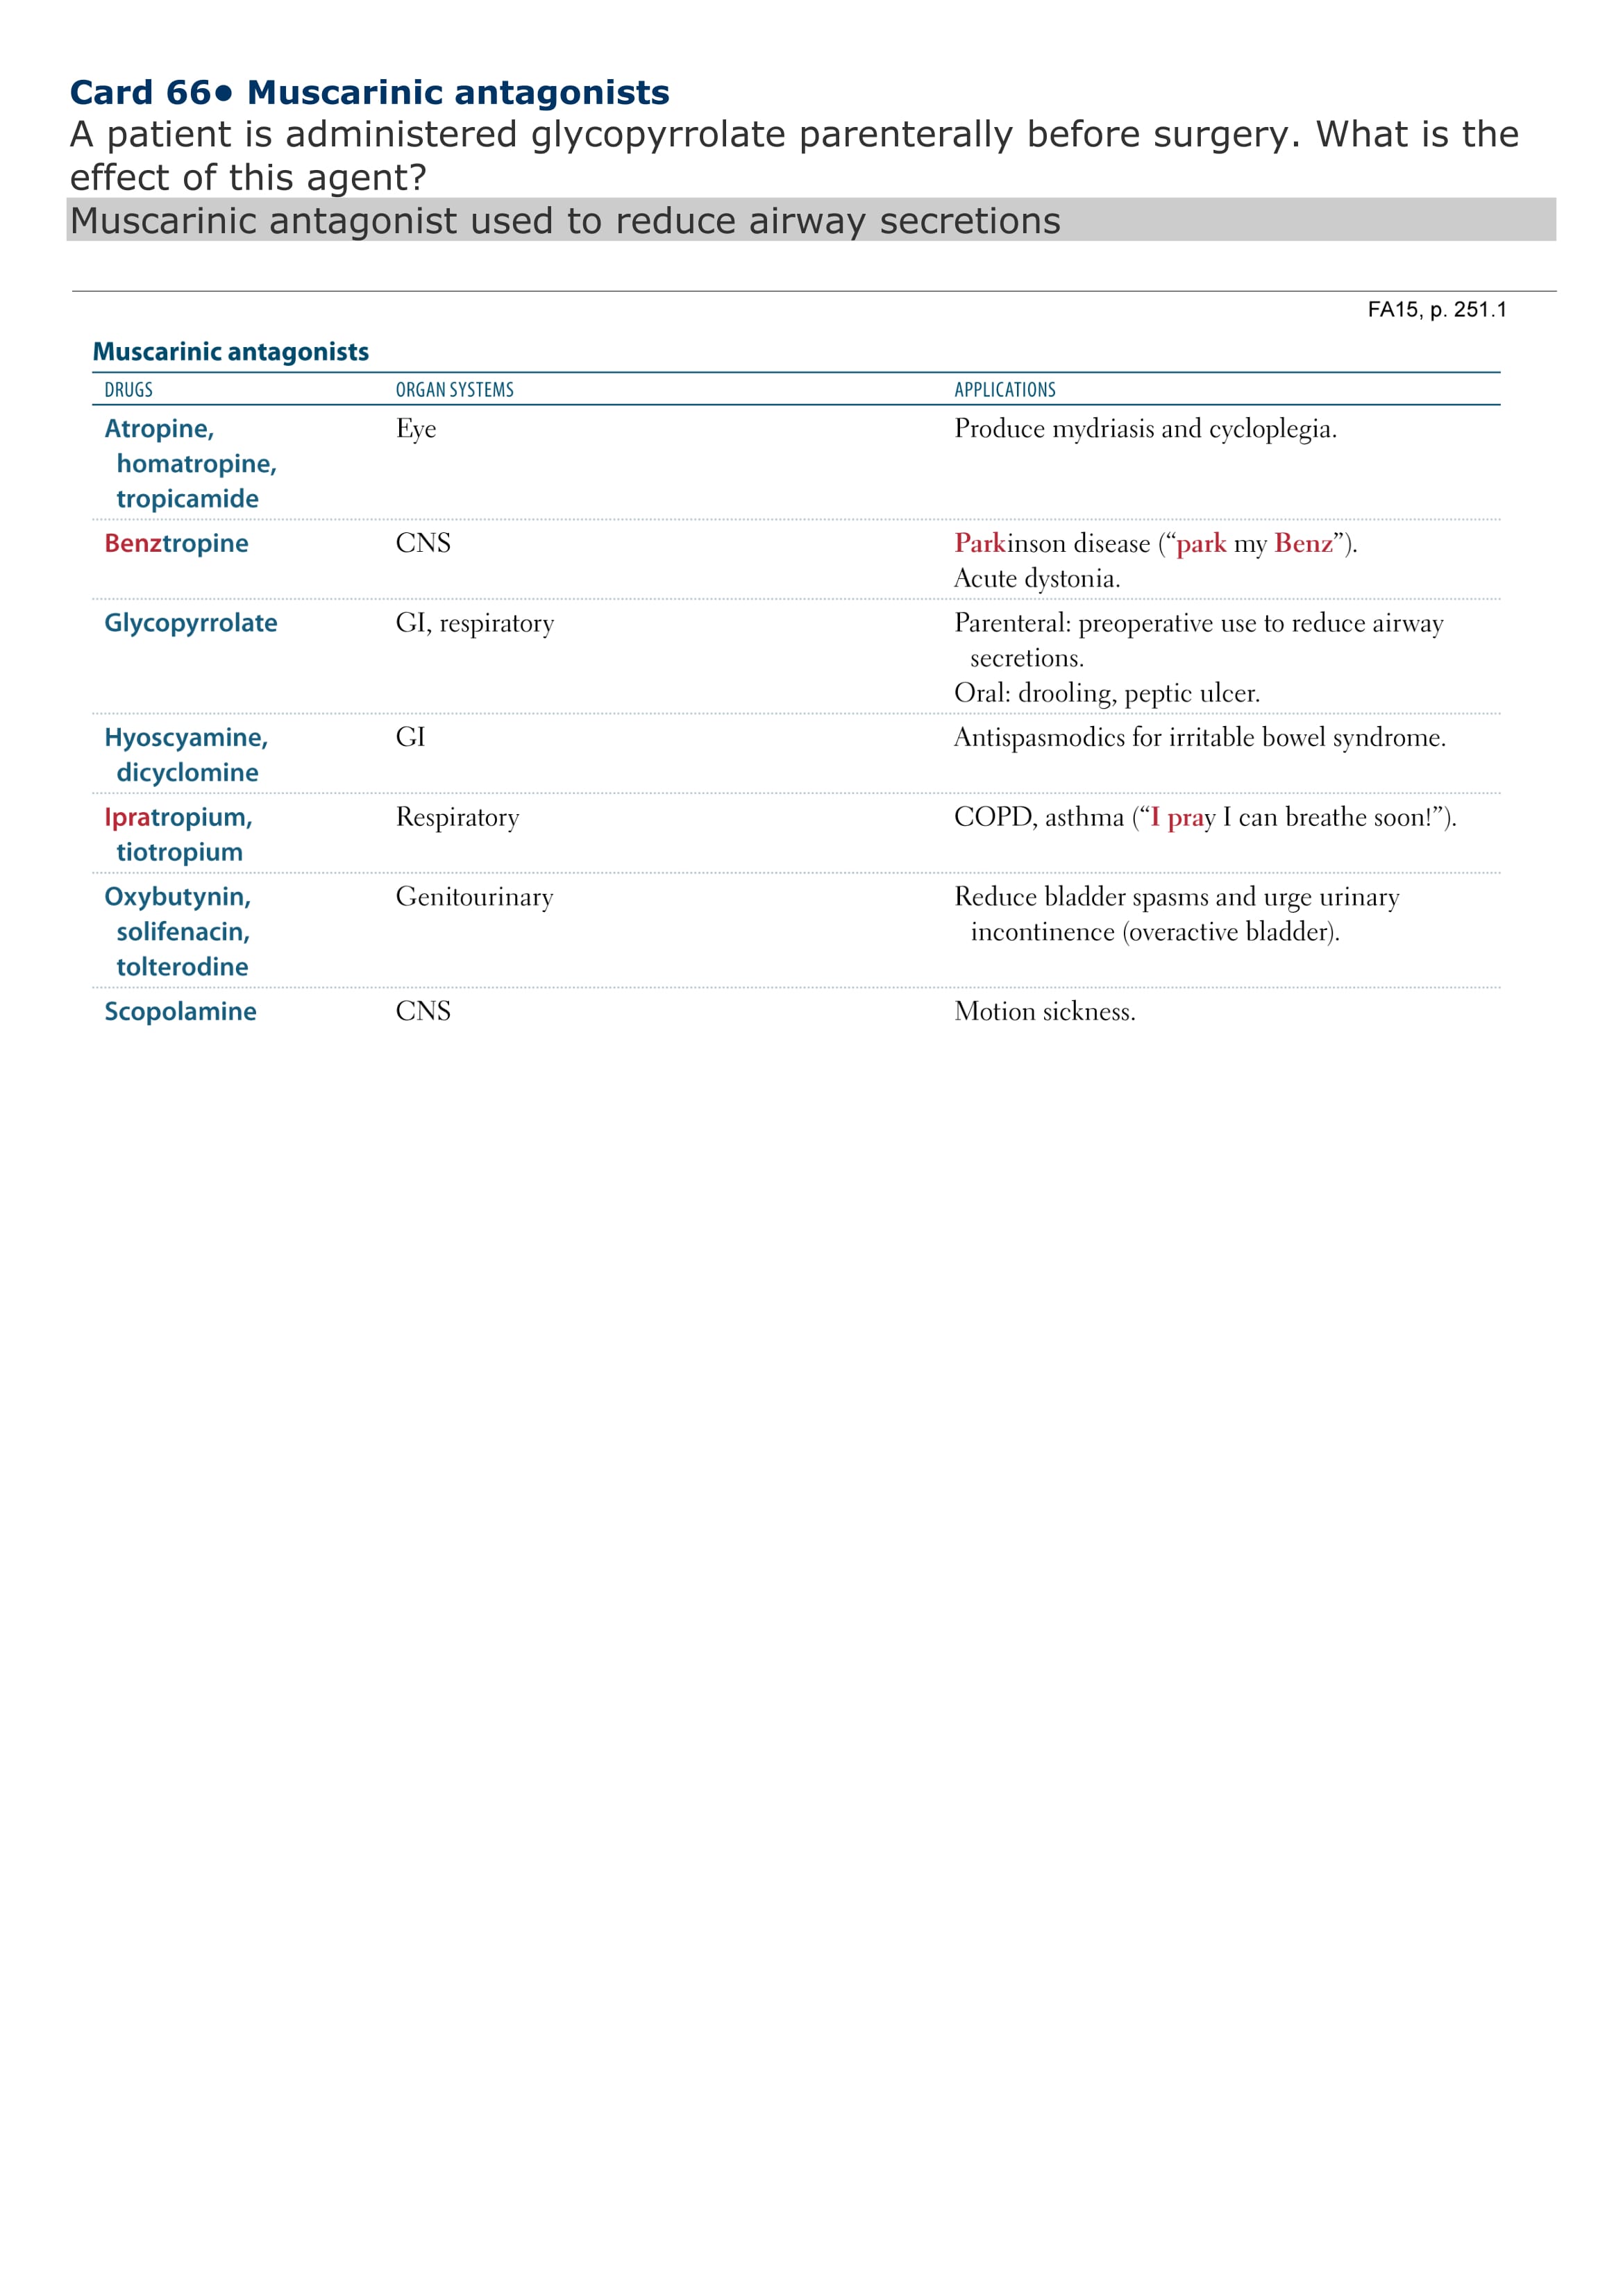 Card 66• Muscarinic antagonists
A patient is administered glycopyrrolate parenterally before surgery. What is the
effect of this agent?
Muscarinic antagonist used to reduce airway secretions
FA15, p. 251.1
Muscarinic antagonists
DRUGS ORGAN SYSTEMS APPLICATIONS
Atropine, Eye Produce mydriasis and cycloplegia.
homatropine,
tropicamide
Benztropine CNS Parkinson disease (“park my Benz”).
Acute dystonia.
Glycopyrrolate GI, respiratory Parenteral: preoperative use to reduce airway
secretions.
Oral: drooling, peptic ulcer.
Hyoscyamine, GI Antispasmodics for irritable bowel syndrome.
dicyclomine
Ipratropium, Respiratory COPD, asthma (“I pray I can breathe soon!”).
tiotropium
Oxybutynin, Genitourinary Reduce bladder spasms and urge urinary
solifenacin, incontinence (overactive bladder).
tolterodine
Scopolamine CNS Motion sickness.